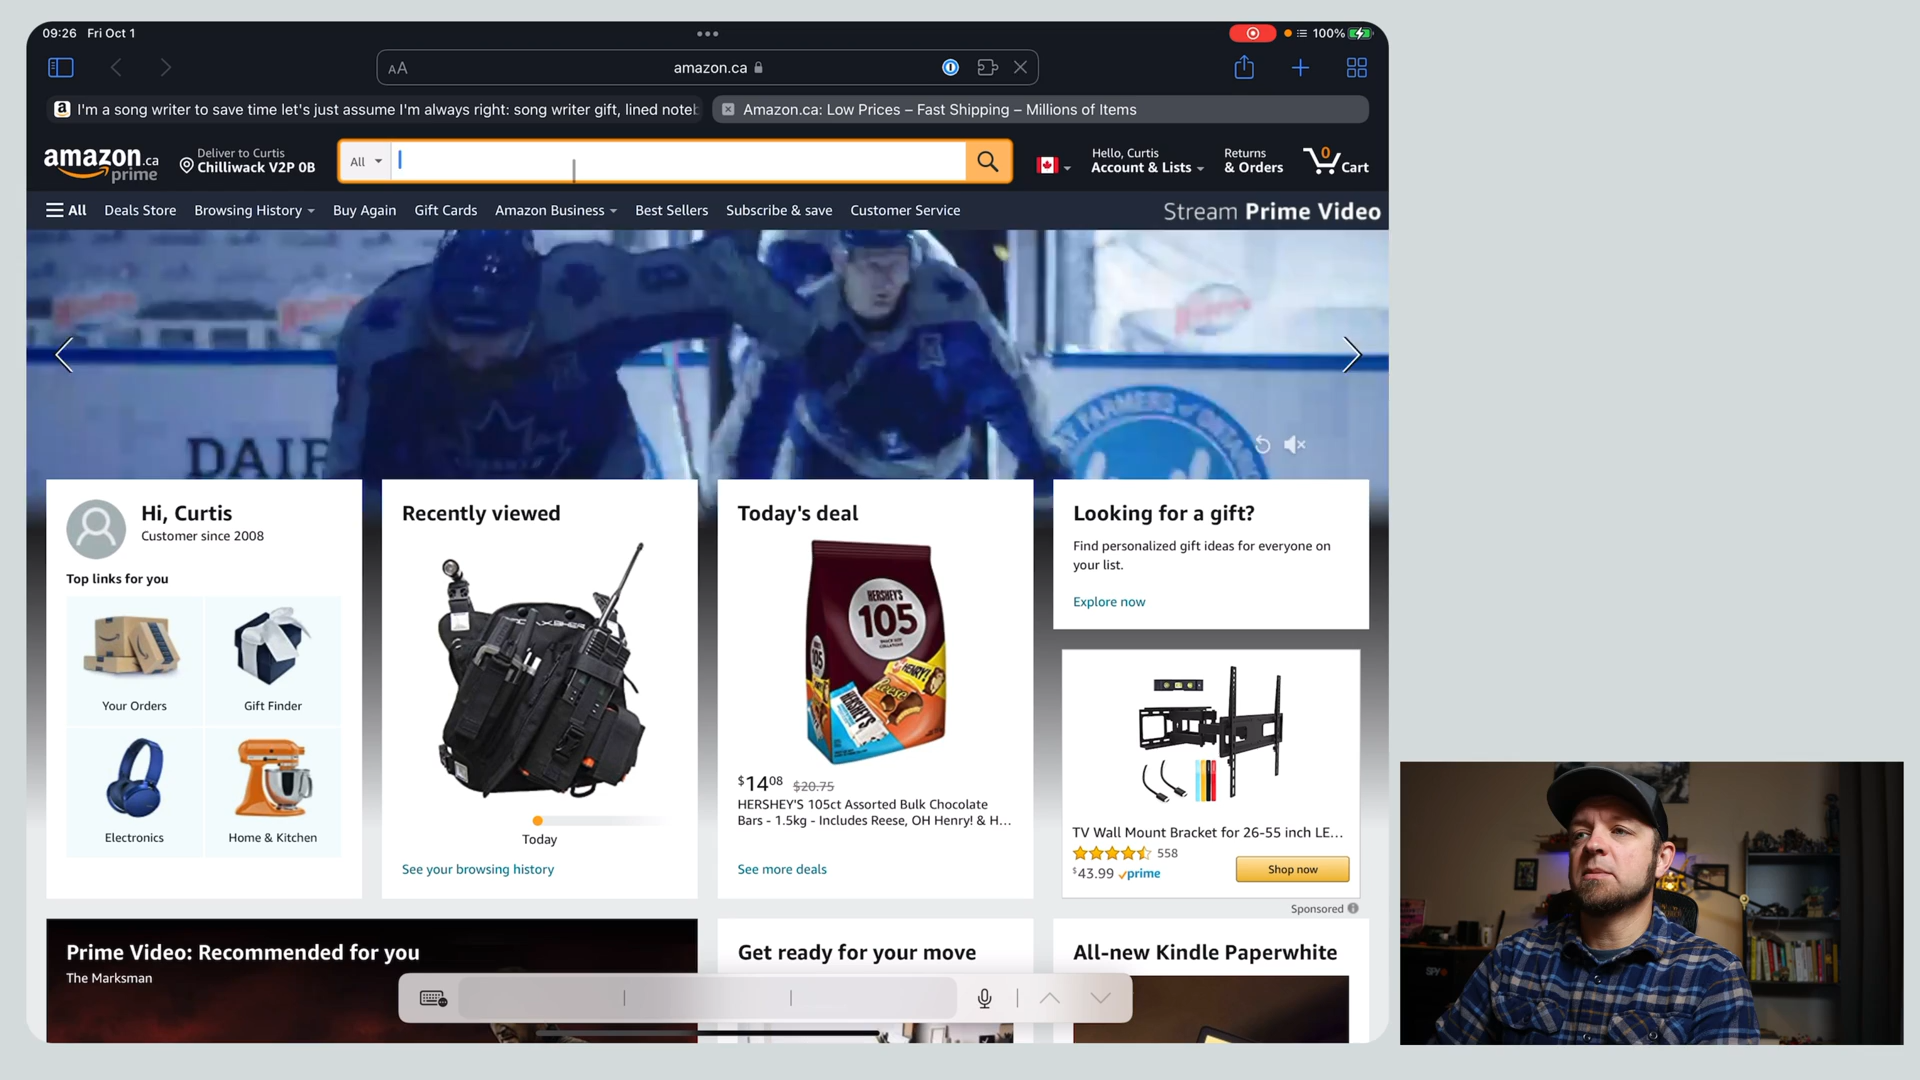 09:26 Fri Oct 1
100%
AA
amazon.ca
I'm a song writer to save time let's just assume I'm always right: song writer gift, lined noteb
Amazon.ca: Low Prices – Fast Shipping – Millions of Items
amazon.ca
prime
Deliver to Curtis
Chilliwack V2P 0B
All
Hello, Curtis
Account & Lists
Returns
& Orders
0
Cart
All
Deals Store
Browsing History
Buy Again
Gift Cards
Amazon Business
Best Sellers
Subscribe & save
Customer Service
Stream Prime Video
DAIR
Hi, Curtis
Customer since 2008
Top links for you
Your Orders
Gift Finder
Electronics
Home & Kitchen
Recently viewed
Today
See your browsing history
Today's deal
HERSHEY'S
105
HENRY!
Reese
HERSHEY'S
$14.08 $20.75
HERSHEY'S 105ct Assorted Bulk Chocolate
Bars - 1.5kg - Includes Reese, OH Henry! & H...
See more deals
Looking for a gift?
Find personalized gift ideas for everyone on
your list.
Explore now
TV Wall Mount Bracket for 26-55 inch LE...
558
$43.99 prime
Shop now
Sponsored
Prime Video: Recommended for you
The Marksman
Get ready for your move
All-new Kindle Paperwhite